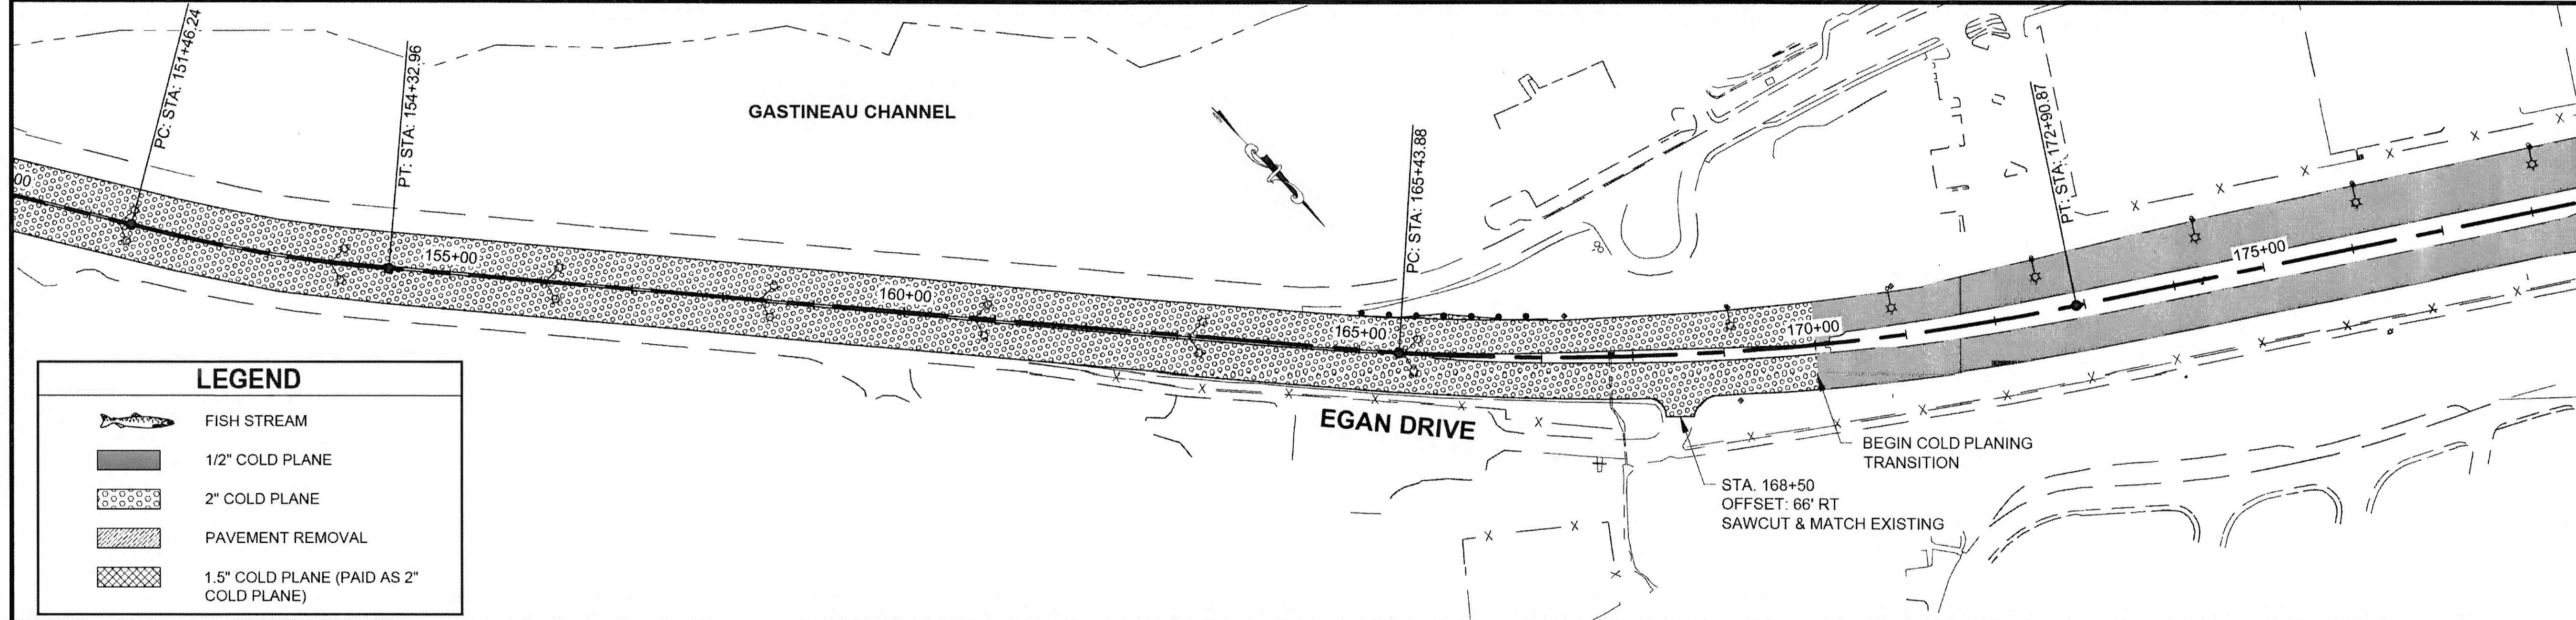 PC: STA: 151+46.24
PT: STA: 154+32.96
GASTINEAU CHANNEL
PC: STA: 165+43.88
PT: STA: 172+90.87
00
155+00
160+00
165+00
170+00
175+00
EGAN DRIVE
BEGIN COLD PLANING
TRANSITION
STA. 168+50
OFFSET: 66' RT
SAWCUT & MATCH EXISTING
LEGEND
FISH STREAM
1/2" COLD PLANE
2" COLD PLANE
PAVEMENT REMOVAL
1.5" COLD PLANE (PAID AS 2"
COLD PLANE)